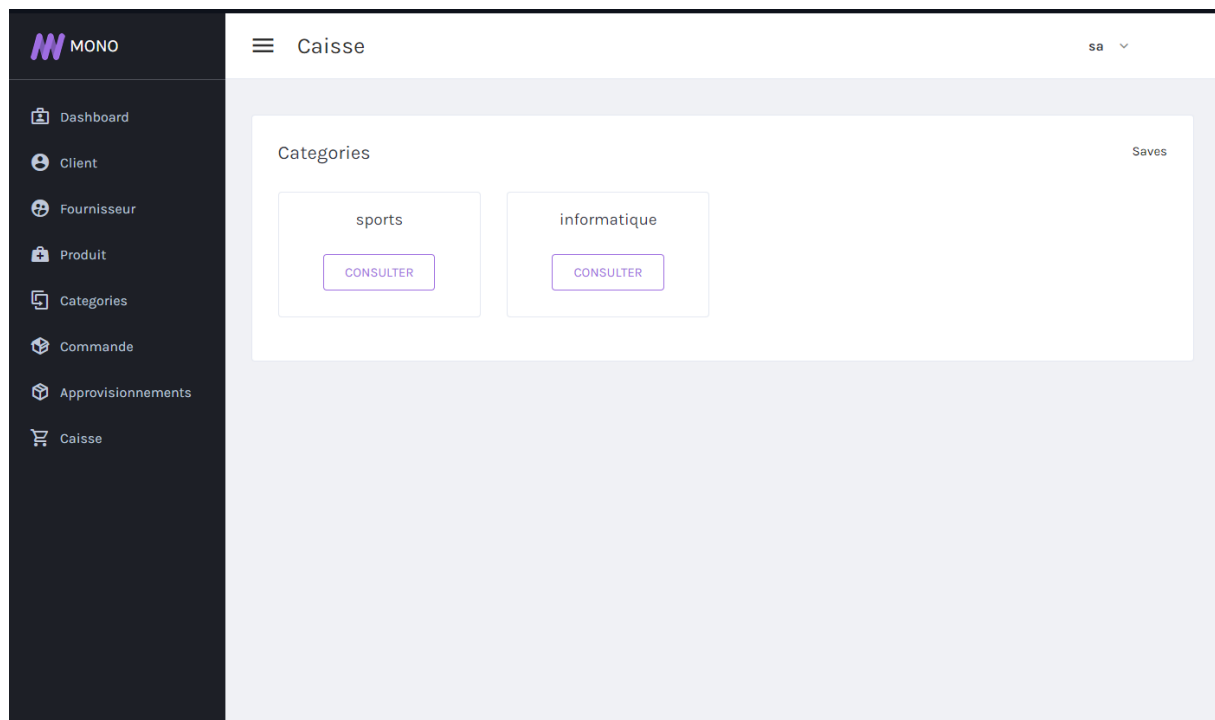 MONO
Caisse
sa
Dashboard
Client
Fournisseur
Produit
Categories
Commande
Approvisionnements
Caisse
Categories
Saves
sports
informatique
CONSULTER
CONSULTER